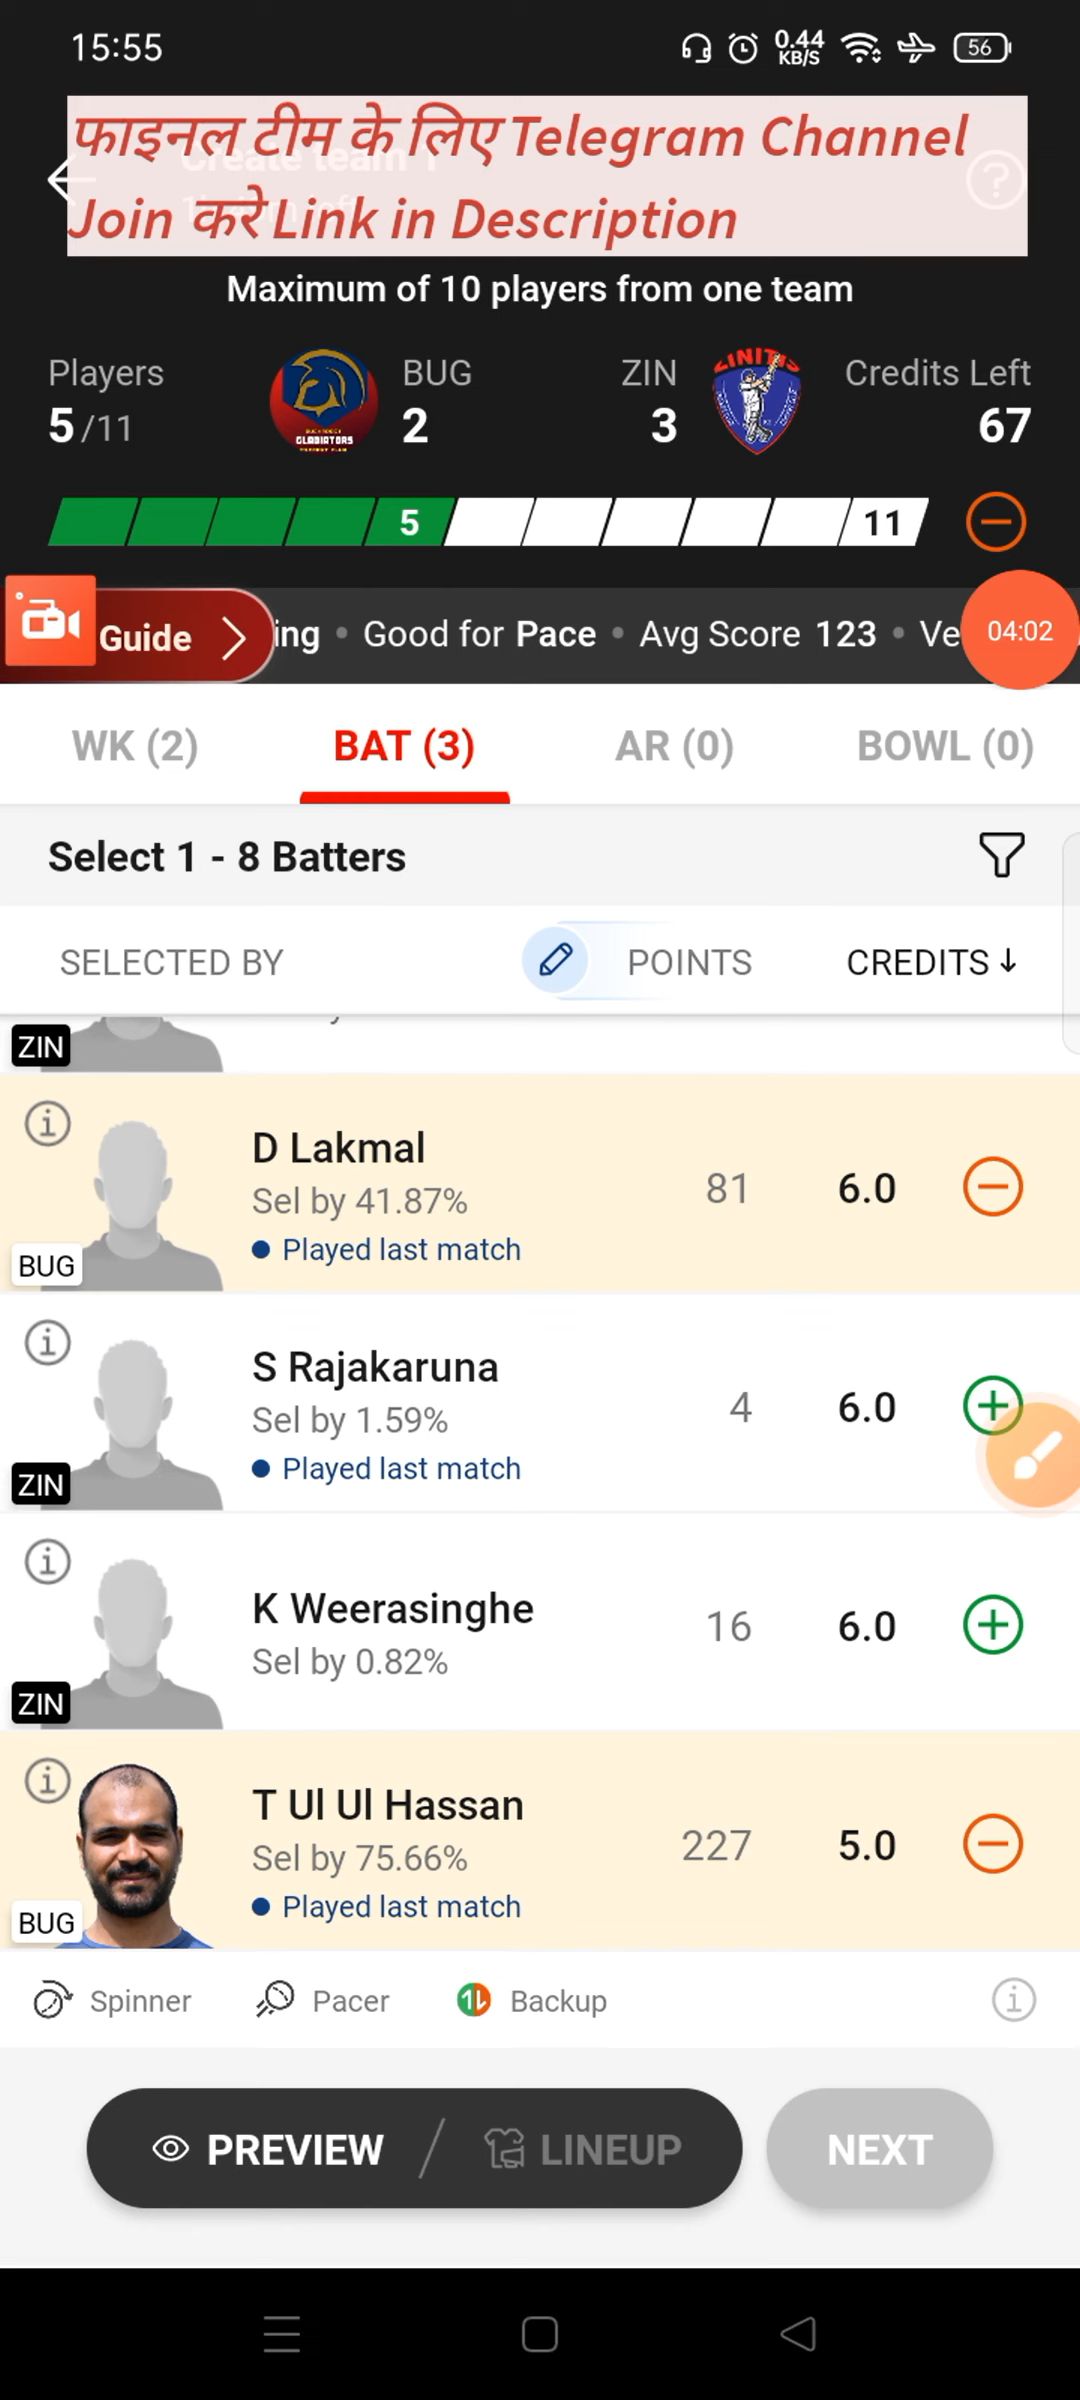 15:55
0.44
KB/S
56
फाइनल टीम के लिए Telegram Channel
Create team 1
Join करे Link in Description
Maximum of 10 players from one team
Players
BUG
ZIN
Credits Left
5/11
2
3
67
GLADIATORS
ZINITH
5
11
Guide
ing • Good for Pace • Avg Score 123 • Ve
04:02
WK (2)
BAT (3)
AR (0)
BOWL (0)
Select 1 - 8 Batters
SELECTED BY
POINTS
CREDITS↓
ZIN
D Lakmal
Sel by 41.87%
81
6.0
Played last match
BUG
S Rajakaruna
Sel by 1.59%
4
6.0
Played last match
ZIN
K Weerasinghe
Sel by 0.82%
16
6.0
ZIN
T Ul Ul Hassan
Sel by 75.66%
227
5.0
Played last match
BUG
Spinner
Pacer
Backup
PREVIEW
LINEUP
NEXT